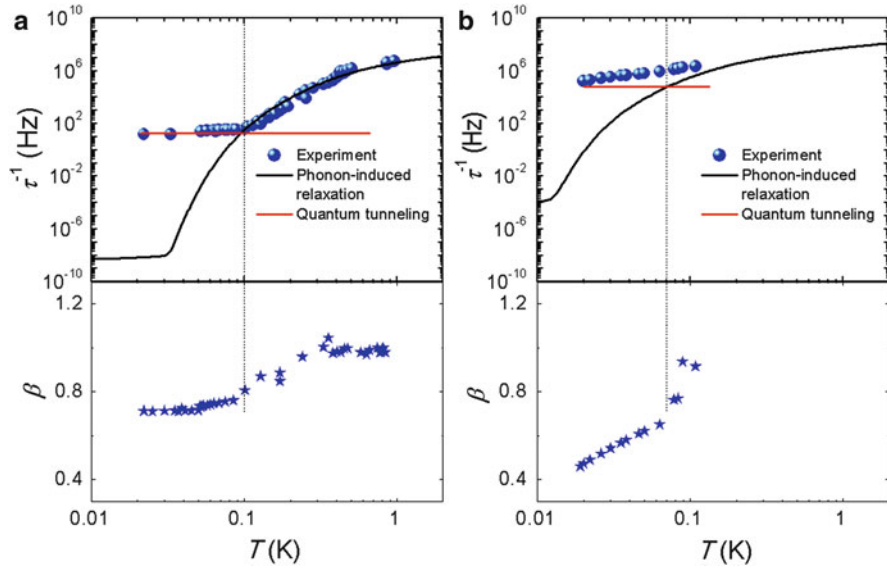 a
b
10^10
10^6
10^2
10^-2
10^-6
10^-10
τ^-1 (Hz)
Experiment
Phonon-induced
relaxation
Quantum tunneling
10^10
10^6
10^2
10^-2
10^-6
10^-10
τ^-1 (Hz)
Experiment
Phonon-induced
relaxation
Quantum tunneling
1.2
0.8
0.4
β
1.2
0.8
0.4
β
0.01
0.1
1
0.01
0.1
1
T (K)
T (K)